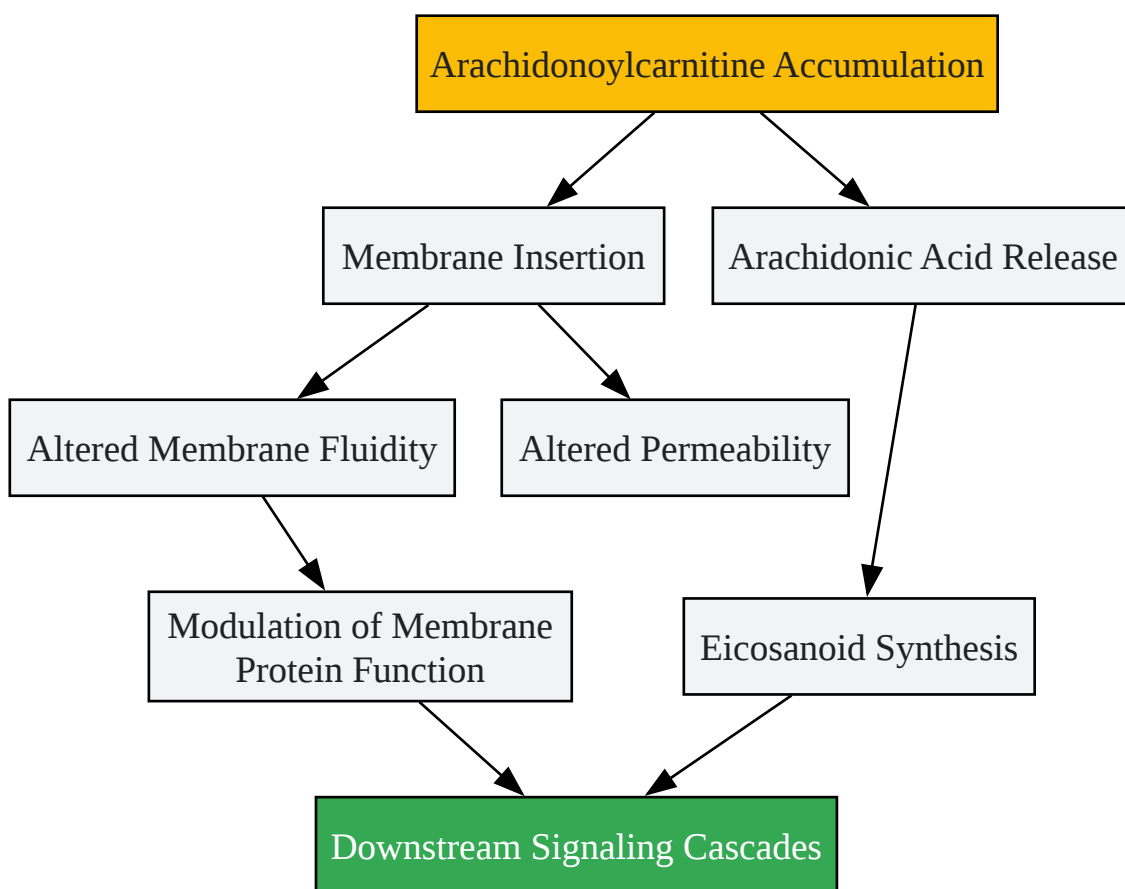 Arachidonoylcarnitine Accumulation
Membrane Insertion
Arachidonic Acid Release
Altered Membrane Fluidity
Altered Permeability
Modulation of Membrane
Protein Function
Eicosanoid Synthesis
Downstream Signaling Cascades